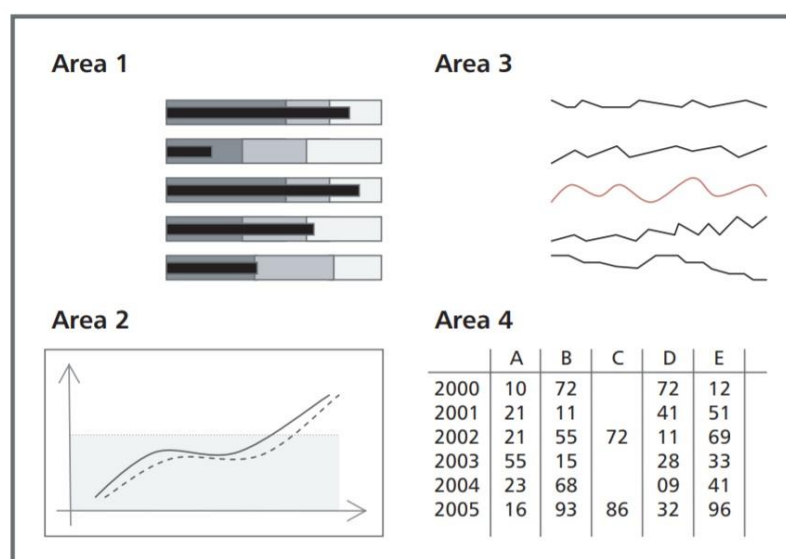 Area 1
Area 3
Area 2
Area 4
A B C D E
2000 10 72 72 12
2001 21 11 41 51
2002 21 55 72 11 69
2003 55 15 28 33
2004 23 68 09 41
2005 16 93 86 32 96